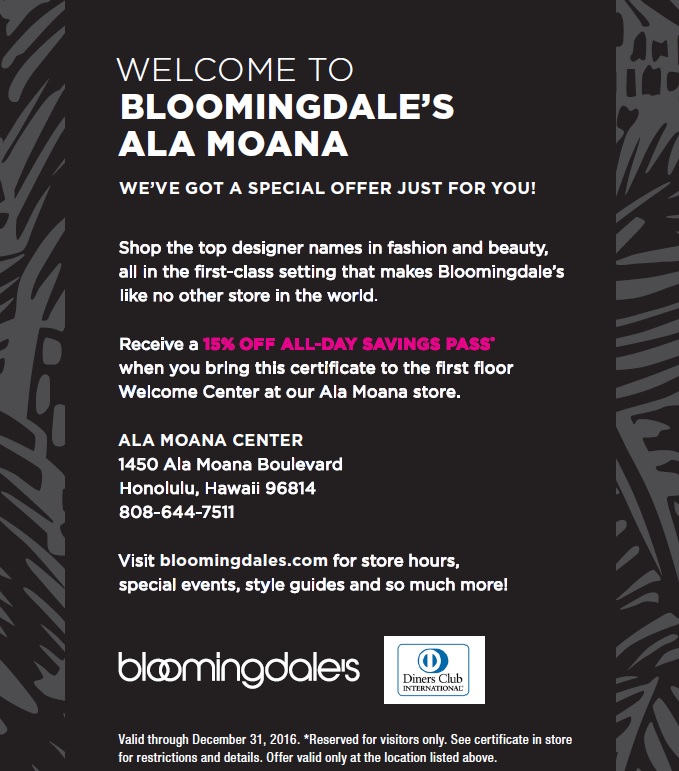 WELCOME TO
BLOOMINGDALE'S
ALA MOANA
WE'VE GOT A SPECIAL OFFER JUST FOR YOU!
Shop the top designer names in fashion and beauty,
all in the first-class setting that makes Bloomingdale's
like no other store in the world.
Receive a 15% OFF ALL-DAY SAVINGS PASS*
when you bring this certificate to the first floor
Welcome Center at our Ala Moana store.
ALA MOANA CENTER
1450 Ala Moana Boulevard
Honolulu, Hawaii 96814
808-644-7511
Visit bloomingdales.com for store hours,
special events, style guides and so much more!
bloomingdale's
Diners Club
INTERNATIONAL
Valid through December 31, 2016. *Reserved for visitors only. See certificate in store
for restrictions and details. Offer valid only at the location listed above.